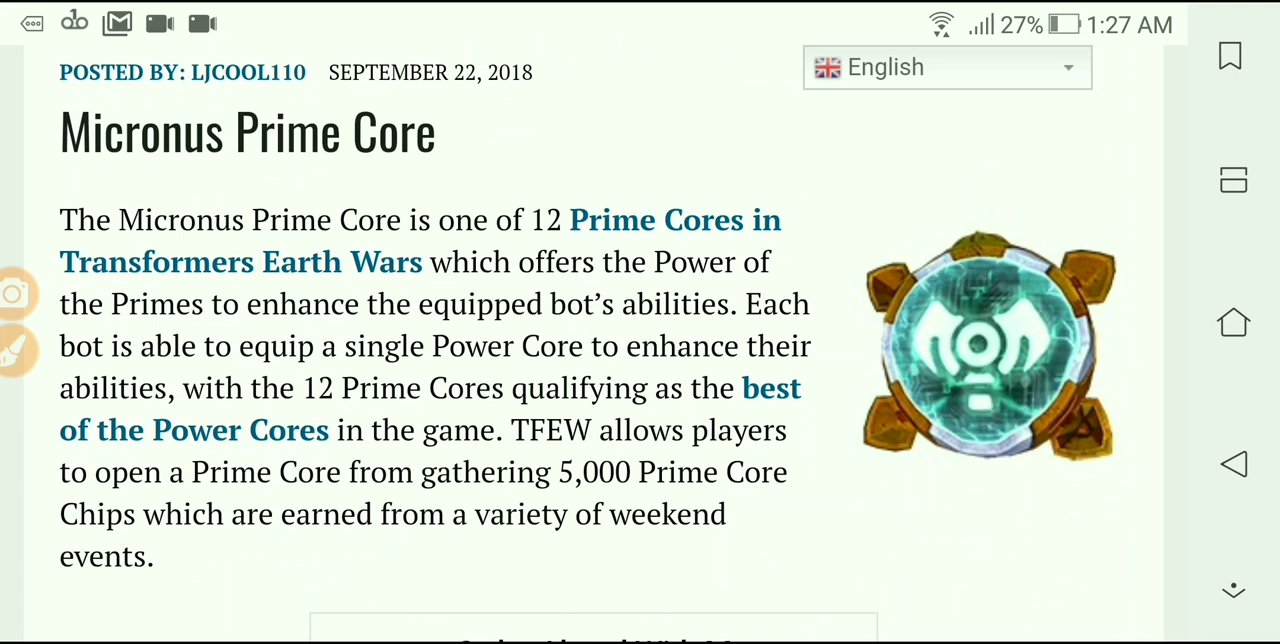 27% 1:27 AM
POSTED BY: LJCOOL110 SEPTEMBER 22, 2018
English
Micronus Prime Core
The Micronus Prime Core is one of 12 Prime Cores in
Transformers Earth Wars which offers the Power of
the Primes to enhance the equipped bot’s abilities. Each
bot is able to equip a single Power Core to enhance their
abilities, with the 12 Prime Cores qualifying as the best
of the Power Cores in the game. TFEW allows players
to open a Prime Core from gathering 5,000 Prime Core
Chips which are earned from a variety of weekend
events.